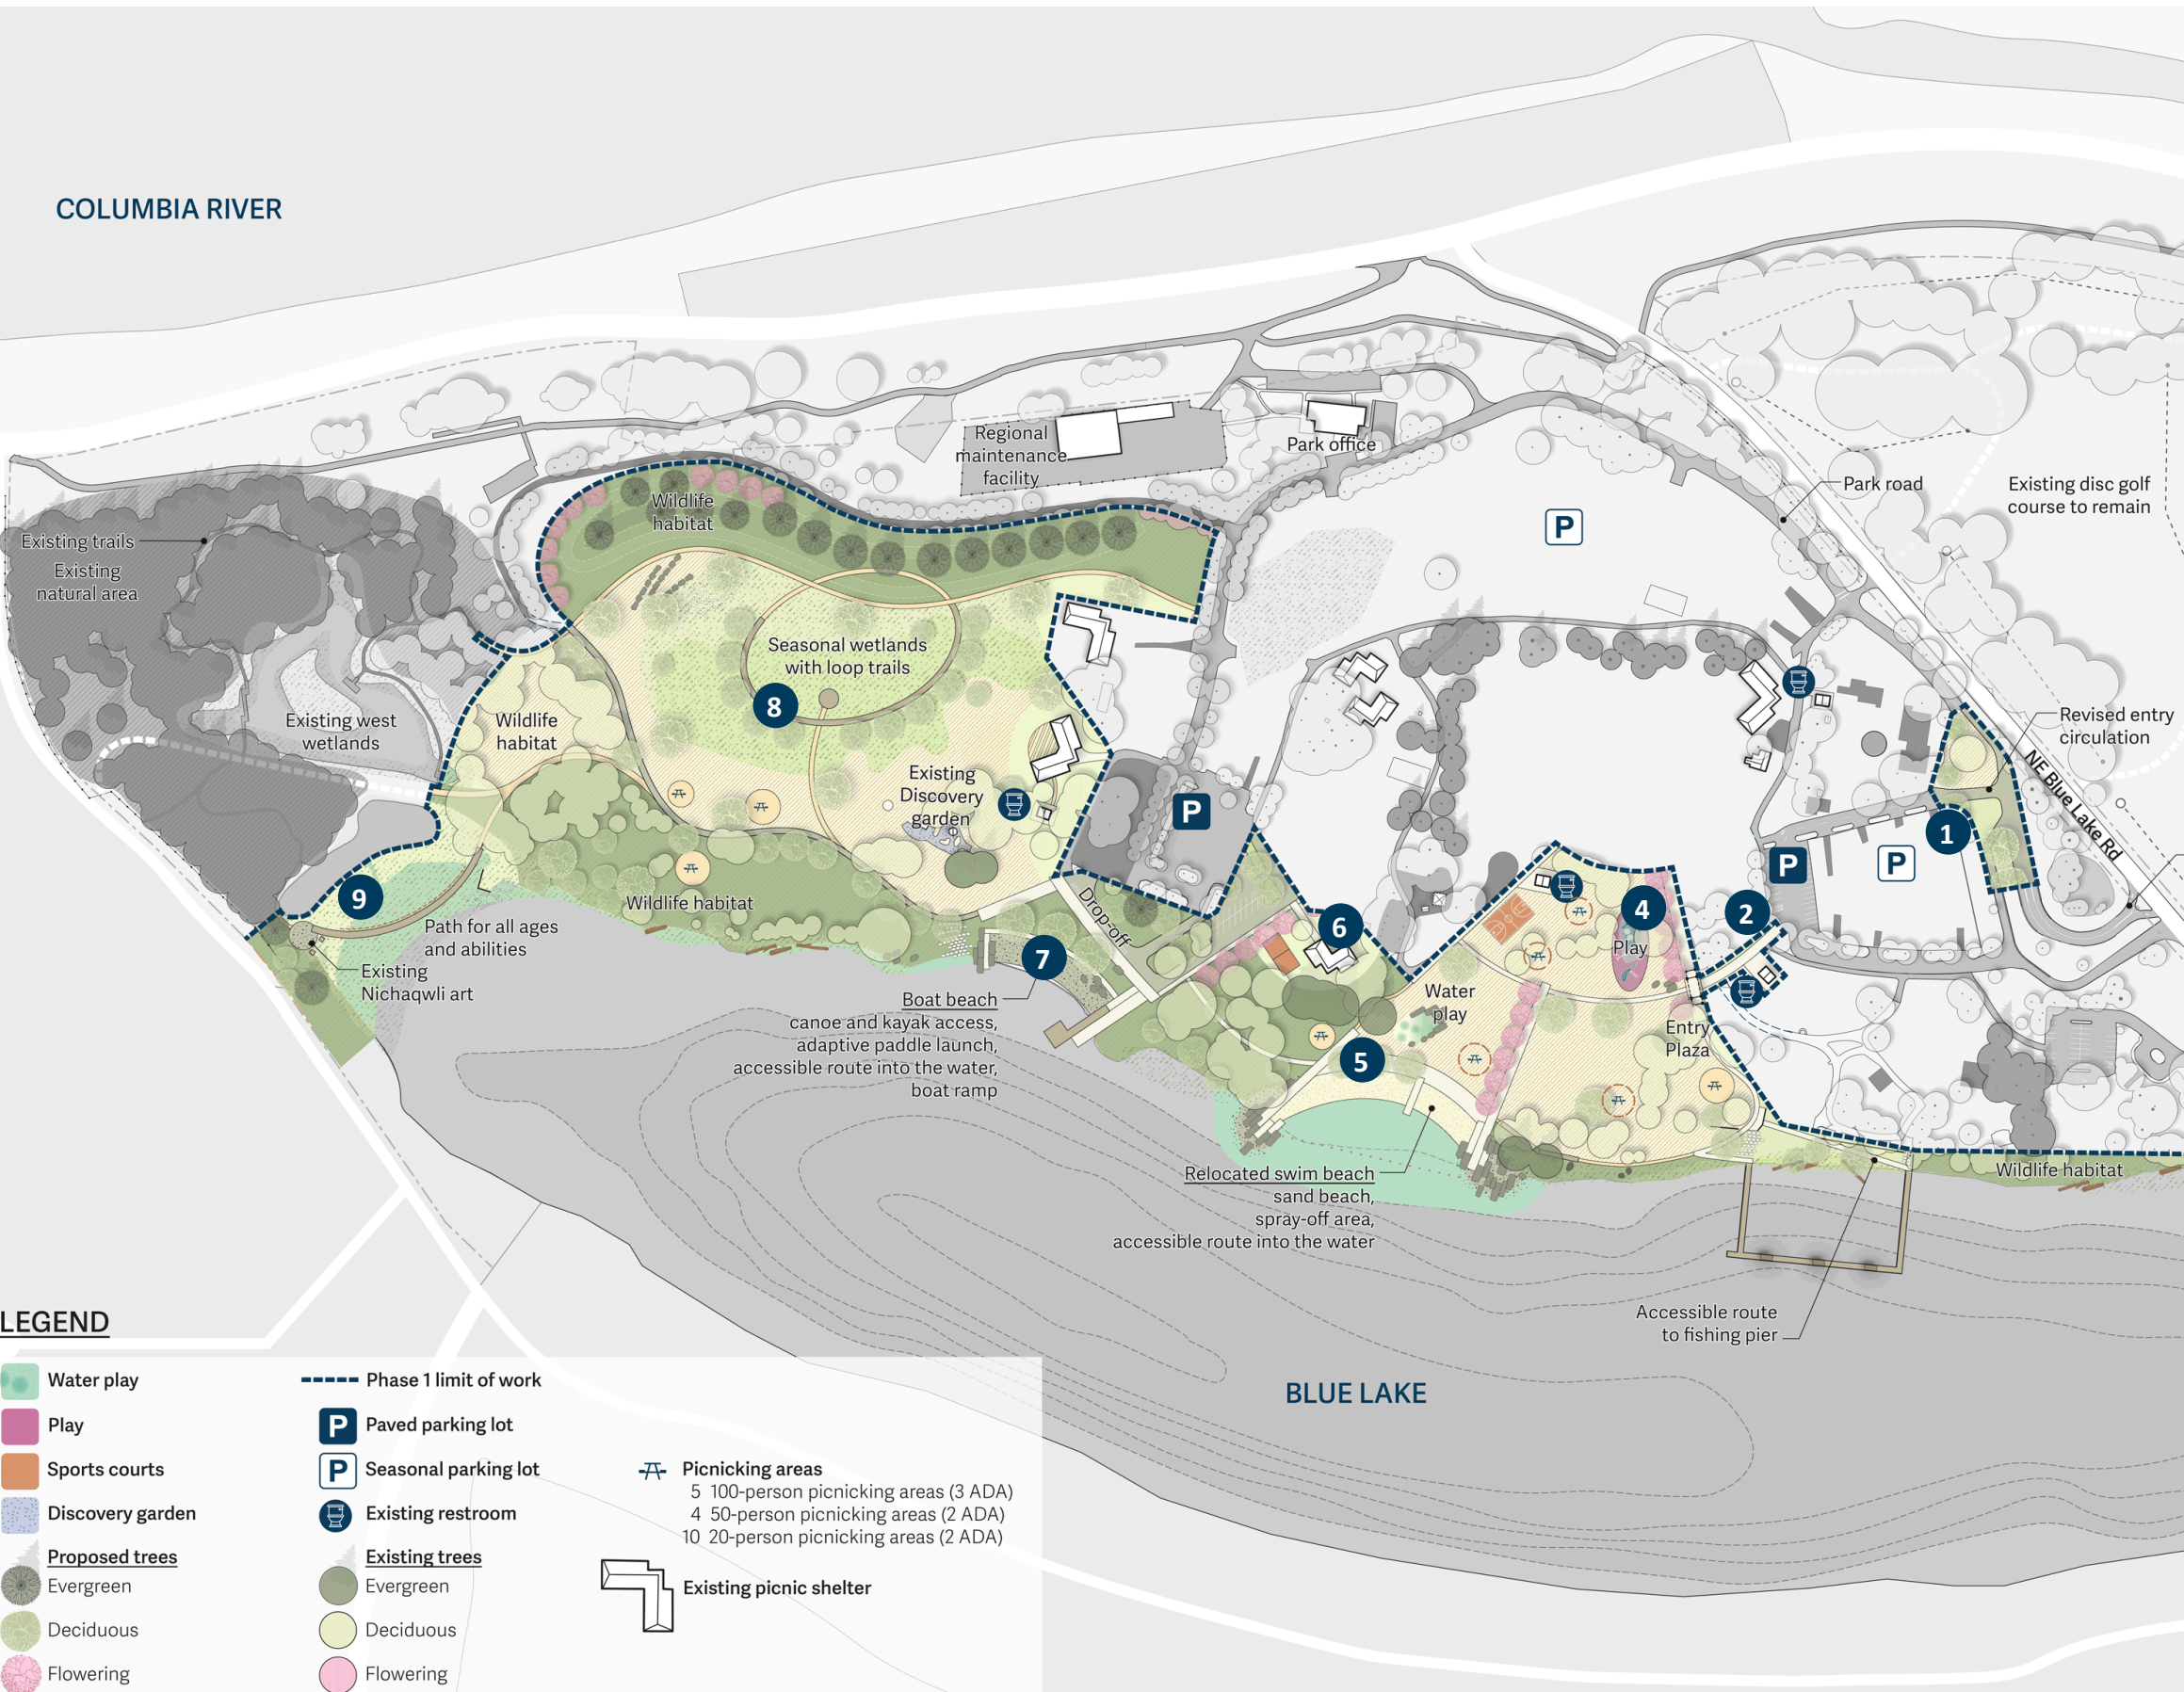 COLUMBIA RIVER
Regional
maintenance
facility
Park office
Park road
Existing disc golf
course to remain
P
Existing trails
Existing
natural area
Wildlife
habitat
Seasonal wetlands
with loop trails
8
Existing west
wetlands
Wildlife
habitat
Existing
Discovery
garden
P
Revised entry
circulation
NE Blue Lake Rd
1
P
P
9
Path for all ages
and abilities
Existing
Nichaqwli art
Wildlife habitat
Drop-off
7
6
4
2
Play
Water
play
Entry
Plaza
5
Boat beach
canoe and kayak access,
adaptive paddle launch,
accessible route into the water,
boat ramp
Relocated swim beach
sand beach,
spray-off area,
accessible route into the water
Wildlife habitat
Accessible route
to fishing pier
BLUE LAKE
LEGEND
Water play
Play
Sports courts
Discovery garden
Proposed trees
Evergreen
Deciduous
Flowering
Phase 1 limit of work
P Paved parking lot
P Seasonal parking lot
Existing restroom
Existing trees
Evergreen
Deciduous
Flowering
Picnicking areas
5 100-person picnicking areas (3 ADA)
4 50-person picnicking areas (2 ADA)
10 20-person picnicking areas (2 ADA)
Existing picnic shelter